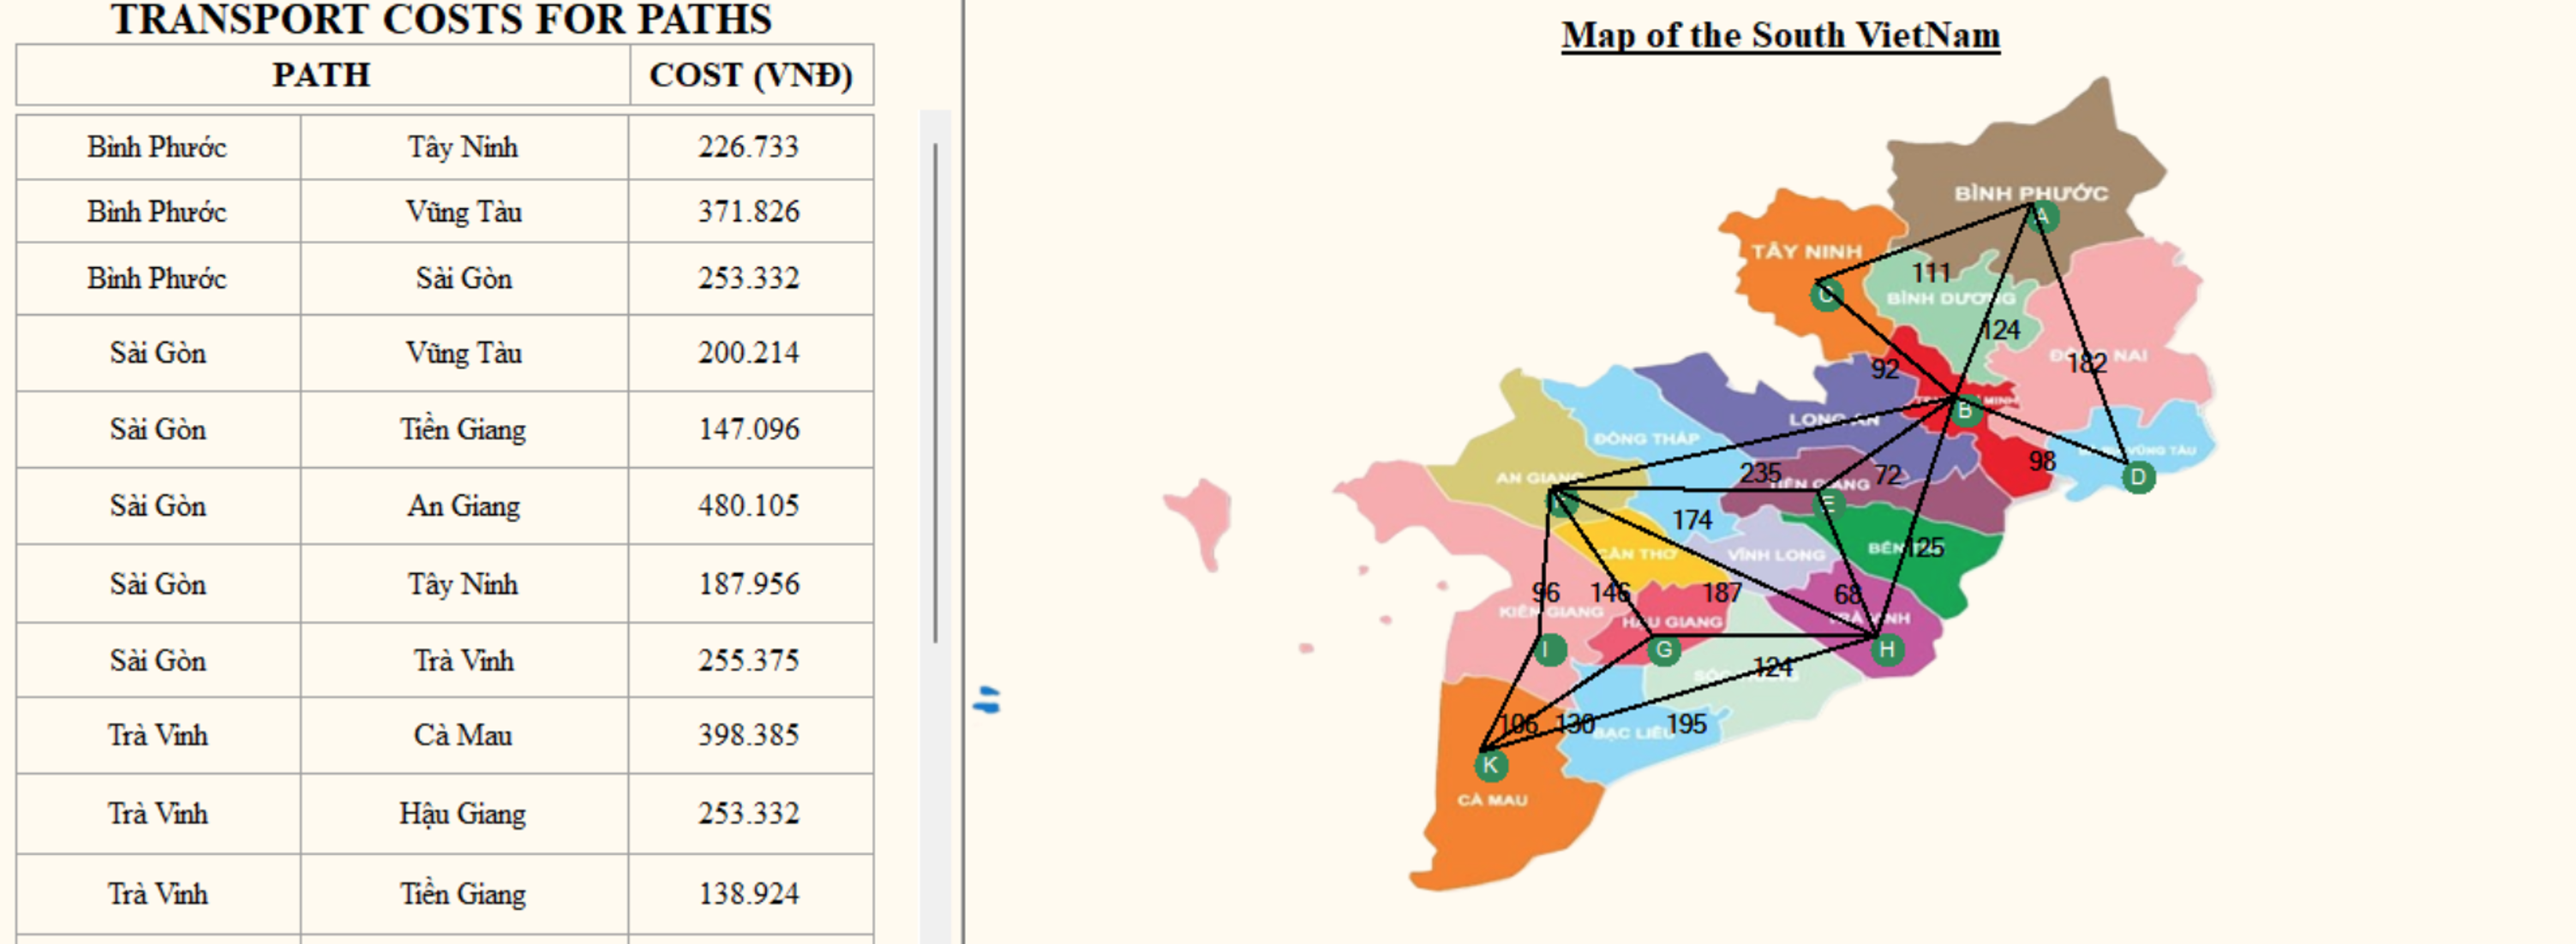 TRANSPORT COSTS FOR PATHS
PATH COST (VNĐ)
Bình Phước Tây Ninh 226.733
Bình Phước Vũng Tàu 371.826
Bình Phước Sài Gòn 253.332
Sài Gòn Vũng Tàu 200.214
Sài Gòn Tiền Giang 147.096
Sài Gòn An Giang 480.105
Sài Gòn Tây Ninh 187.956
Sài Gòn Trà Vinh 255.375
Trà Vinh Cà Mau 398.385
Trà Vinh Hậu Giang 253.332
Trà Vinh Tiền Giang 138.924
Map of the South VietNam
BÌNH PHƯỚC
A
TÂY NINH
111
C
BÌNH DƯƠNG
124
ĐỒNG NAI
182
92
MINH
B
LONG AN
ĐỒNG THÁP
VŨNG TÀU
98
D
AN GIANG
235
72
TIỀN GIANG
E
174
CẦN THƠ
VĨNH LONG
BẾN
125
96
146
187
68
KIÊN GIANG
HẬU GIANG
TRÀ VINH
I
G
H
124
106
130
195
BẠC LIÊU
K
CÀ MAU